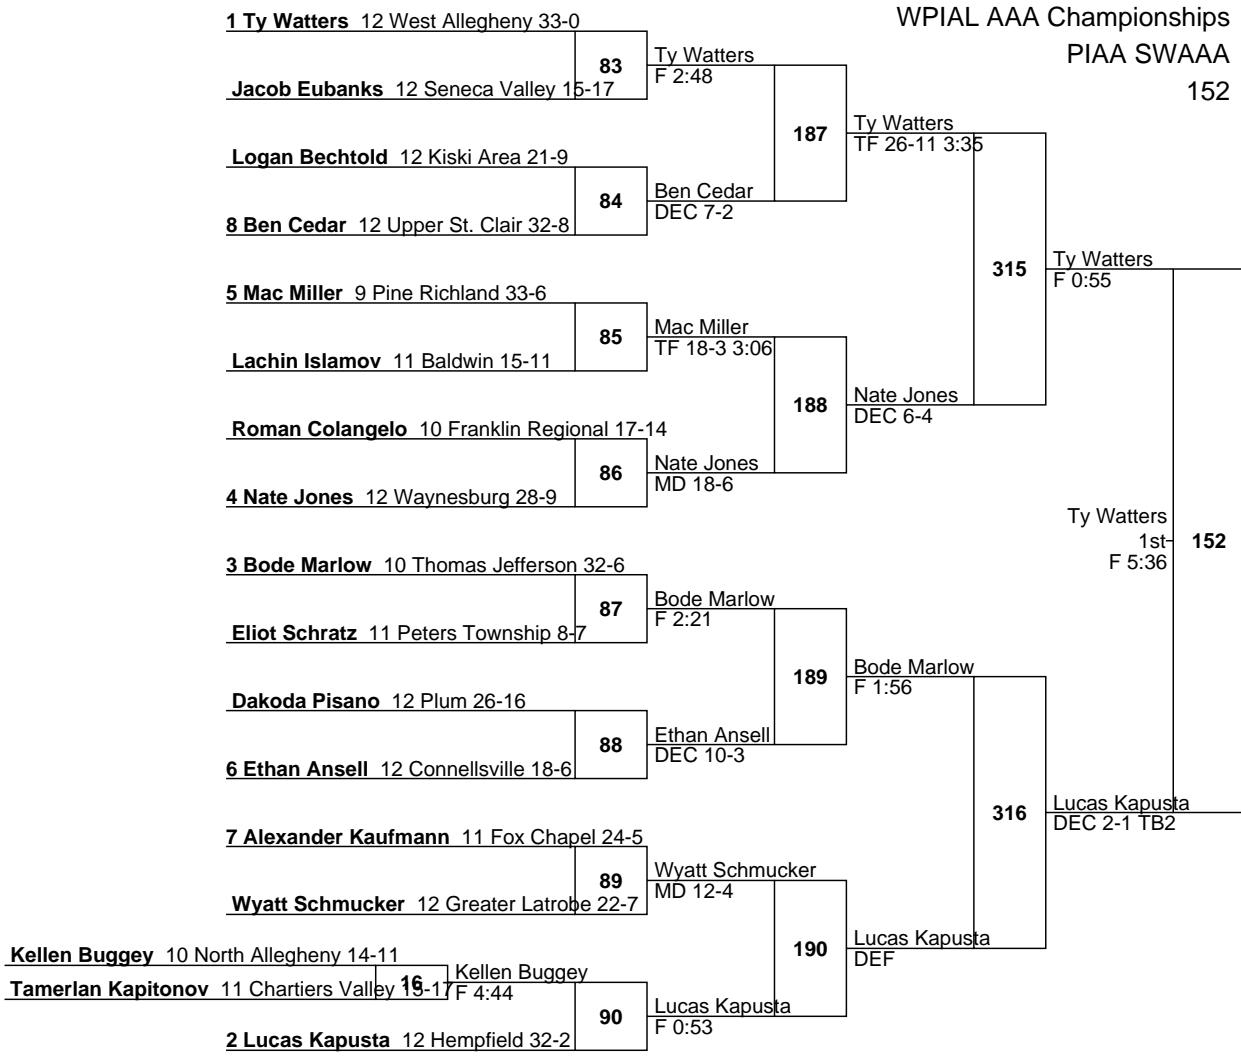 WPIAL AAA Championships
PIAA SWAAA
152
1 Ty Watters 12 West Allegheny 33-0
83
Ty Watters
F 2:48
Jacob Eubanks 12 Seneca Valley 15-17
187
Ty Watters
TF 26-11 3:35
Logan Bechtold 12 Kiski Area 21-9
84
Ben Cedar
DEC 7-2
8 Ben Cedar 12 Upper St. Clair 32-8
315
Ty Watters
F 0:55
5 Mac Miller 9 Pine Richland 33-6
85
Mac Miller
TF 18-3 3:06
Lachin Islamov 11 Baldwin 15-11
188
Nate Jones
DEC 6-4
Roman Colangelo 10 Franklin Regional 17-14
86
Nate Jones
MD 18-6
4 Nate Jones 12 Waynesburg 28-9
Ty Watters
1st
F 5:36
152
3 Bode Marlow 10 Thomas Jefferson 32-6
87
Bode Marlow
F 2:21
Eliot Schratz 11 Peters Township 8-7
189
Bode Marlow
F 1:56
Dakoda Pisano 12 Plum 26-16
88
Ethan Ansell
DEC 10-3
6 Ethan Ansell 12 Connellsville 18-6
316
Lucas Kapusta
DEC 2-1 TB2
7 Alexander Kaufmann 11 Fox Chapel 24-5
89
Wyatt Schmucker
MD 12-4
Wyatt Schmucker 12 Greater Latrobe 22-7
190
Lucas Kapusta
DEF
Kellen Buggey 10 North Allegheny 14-11
16
Kellen Buggey
F 4:44
Tamerlan Kapitonov 11 Chartiers Valley 15-17
90
Lucas Kapusta
F 0:53
2 Lucas Kapusta 12 Hempfield 32-2